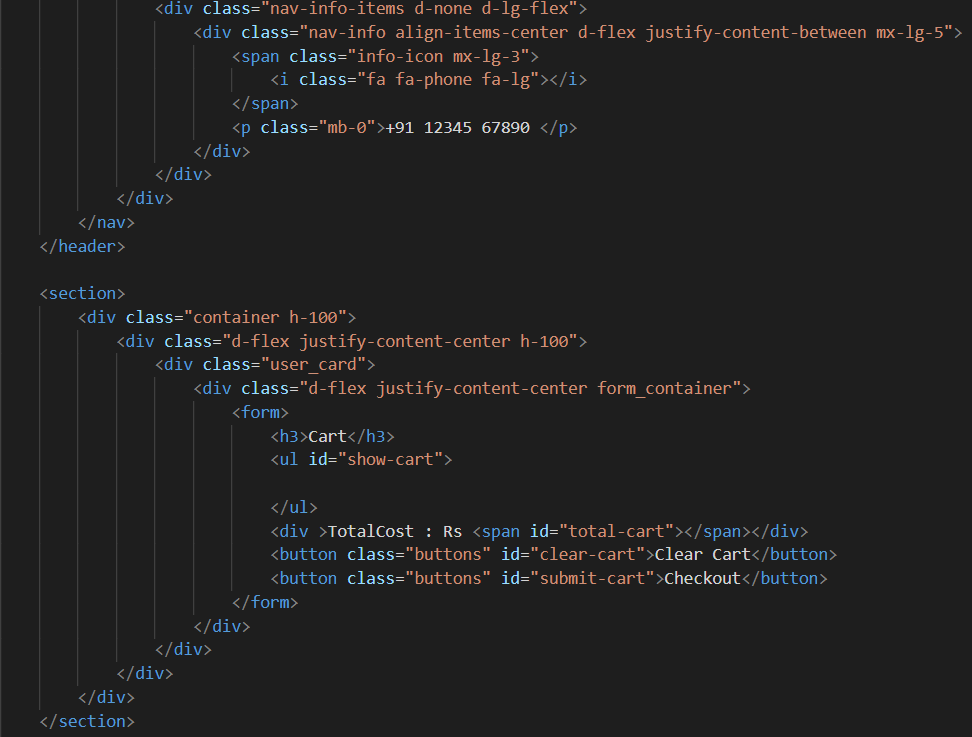 <div class="nav-info-items d-none d-lg-flex">
<div class="nav-info align-items-center d-flex justify-content-between mx-lg-5">
<span class="info-icon mx-lg-3">
<i class="fa fa-phone fa-lg"></i>
</span>
<p class="mb-0">+91 12345 67890 </p>
</div>
</div>
</div>
</nav>
</header>
<section>
<div class="container h-100">
<div class="d-flex justify-content-center h-100">
<div class="user_card">
<div class="d-flex justify-content-center form_container">
<form>
<h3>Cart</h3>
<ul id="show-cart">
</ul>
<div >TotalCost : Rs <span id="total-cart"></span></div>
<button class="buttons" id="clear-cart">Clear Cart</button>
<button class="buttons" id="submit-cart">Checkout</button>
</form>
</div>
</div>
</div>
</div>
</section>